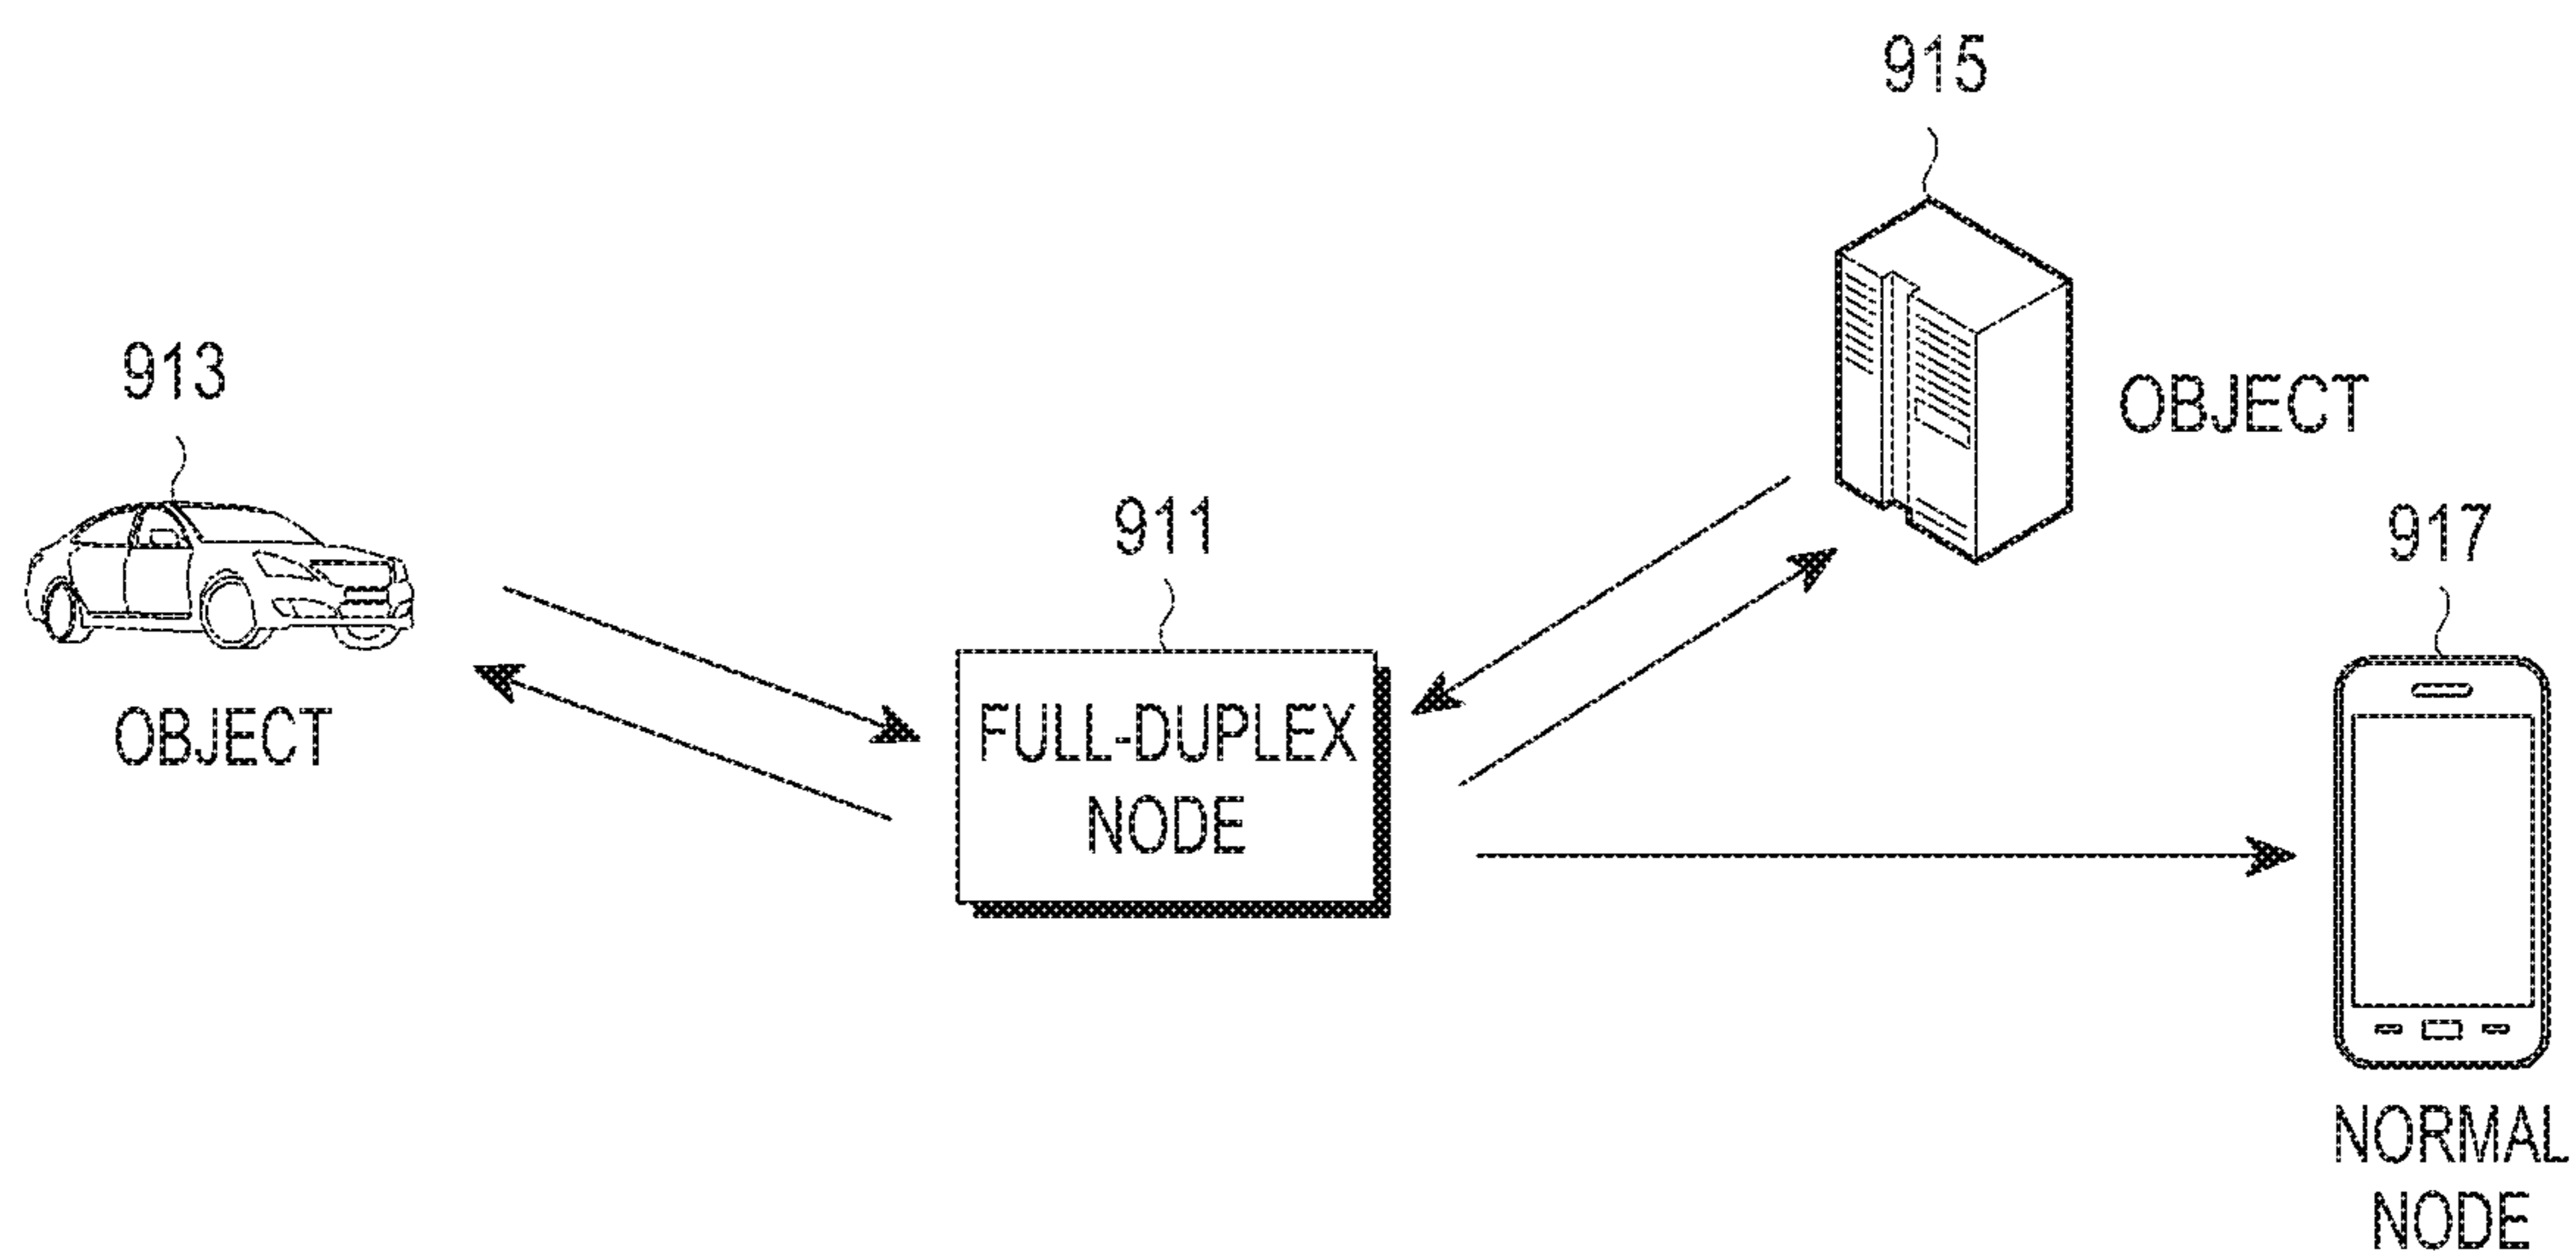 915
913
OBJECT
911
917
OBJECT
FULL-DUPLEX
NODE
NORMAL
NODE